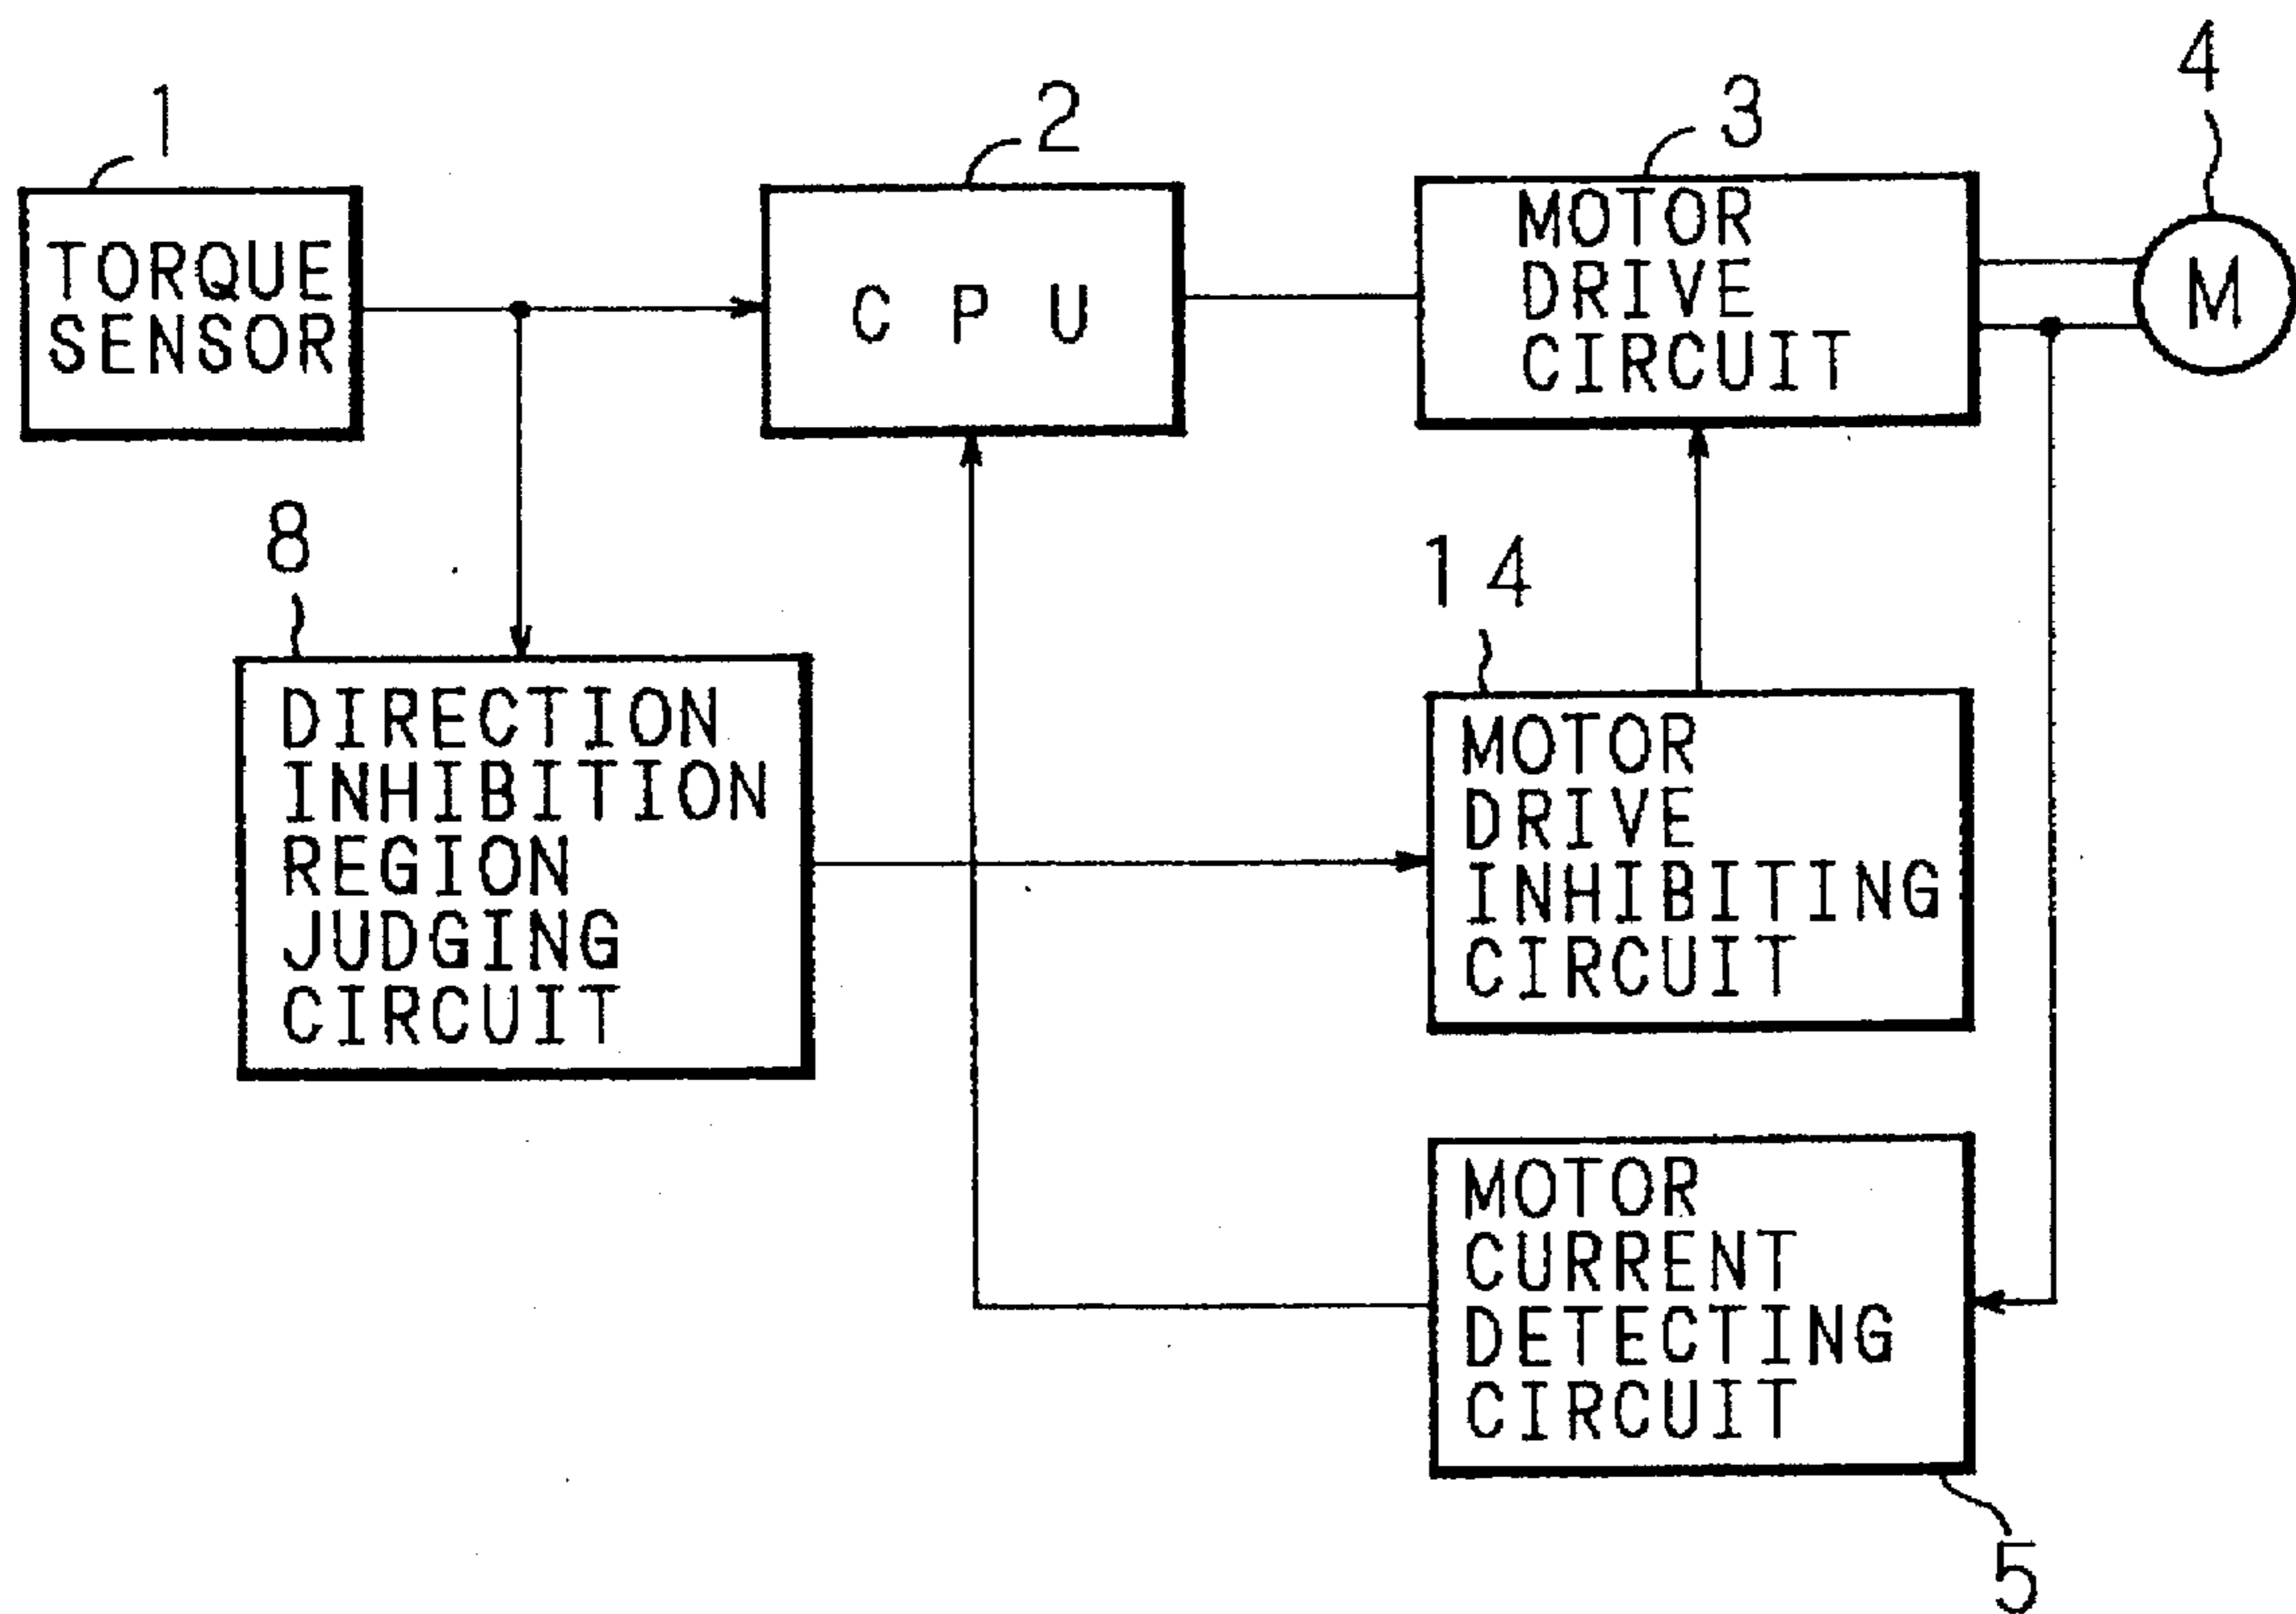 1
TORQUE
SENSOR
2
C P U
3
MOTOR
DRIVE
CIRCUIT
4
M
8
DIRECTION
INHIBITION
REGION
JUDGING
CIRCUIT
14
MOTOR
DRIVE
INHIBITING
CIRCUIT
MOTOR
CURRENT
DETECTING
CIRCUIT
5